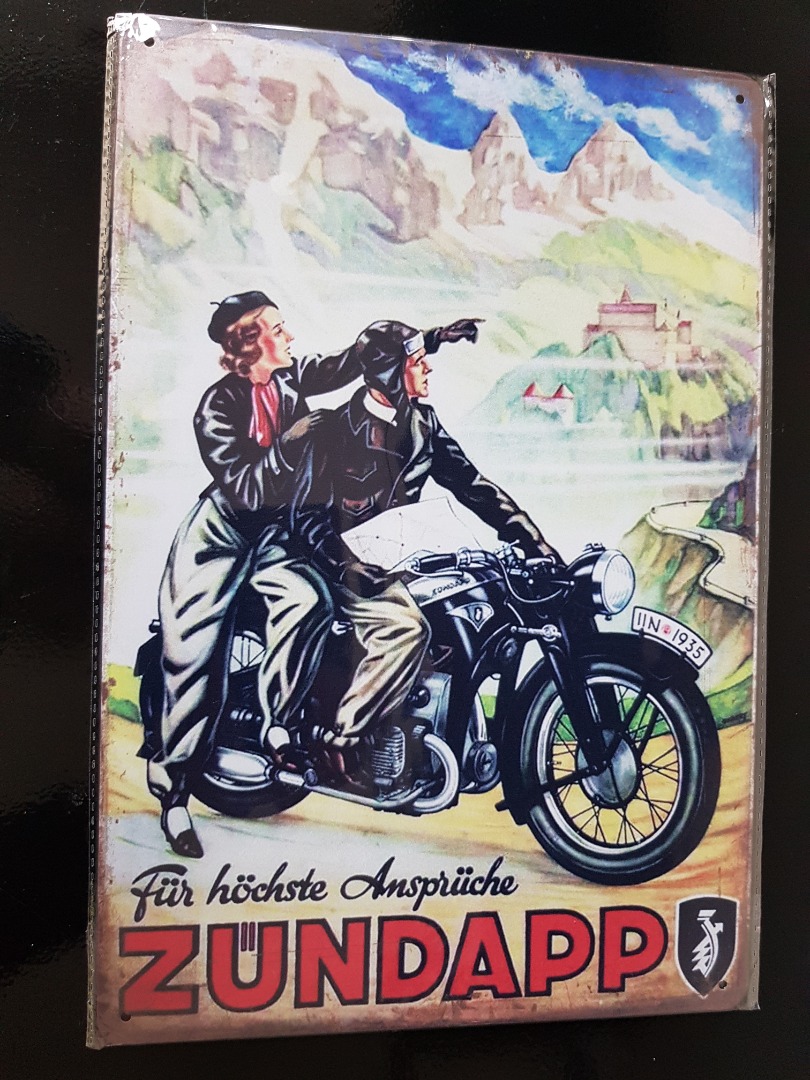 IIN 1935
Für höchste Ansprüche
ZÜNDAPP